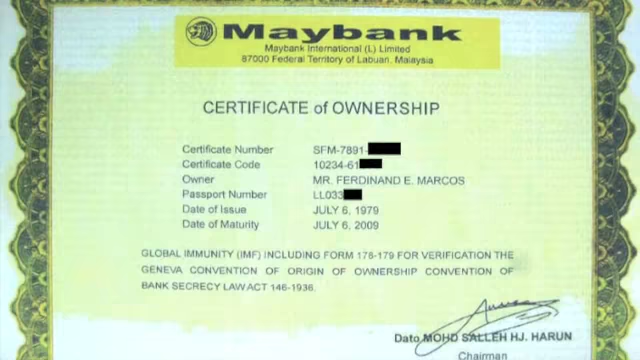 Maybank
Maybank International (L) Limited
87000 Federal Territory of Labuan, Malaysia
CERTIFICATE of OWNERSHIP
Certificate Number SFM-7891-
Certificate Code 10234-61
Owner MR. FERDINAND E. MARCOS
Passport Number LL033
Date of Issue JULY 6, 1979
Date of Maturity JULY 6, 2009
GLOBAL IMMUNITY (IMF) INCLUDING FORM 178-179 FOR VERIFICATION THE
GENEVA CONVENTION OF ORIGIN OF OWNERSHIP CONVENTION OF
BANK SECRECY LAW ACT 146-1936.
Dato MOHD SALLEH HJ. HARUN
Chairman